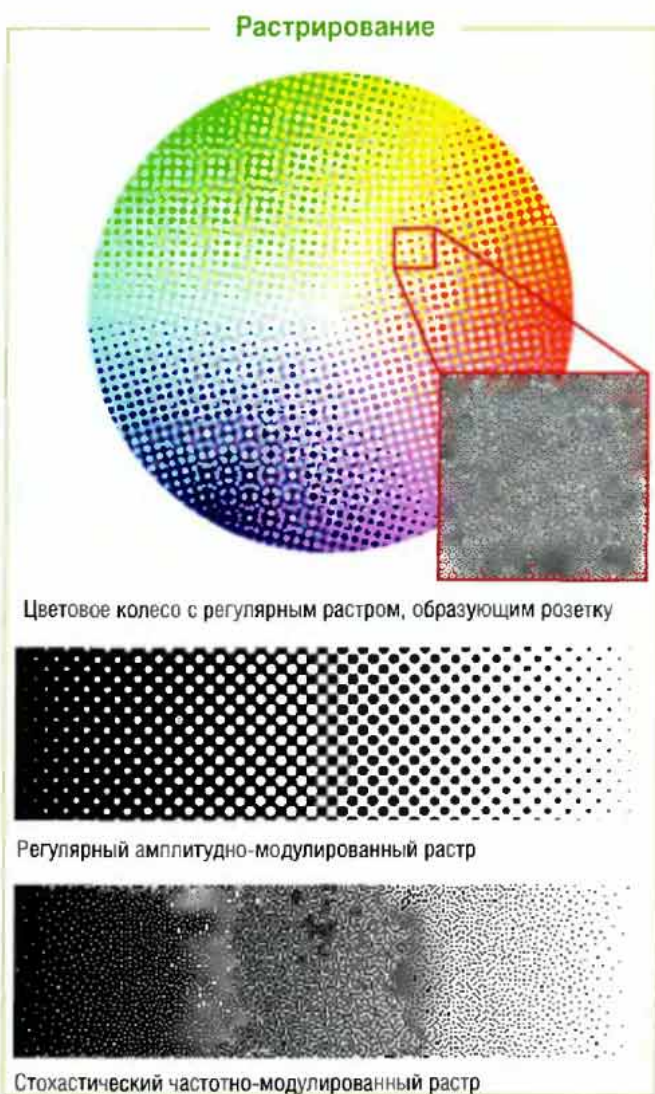 Растрирование
Цветовое колесо с регулярным растром, образующим розетку
Регулярный амплитудно-модулированный растр
Стохастический частотно-модулированный растр